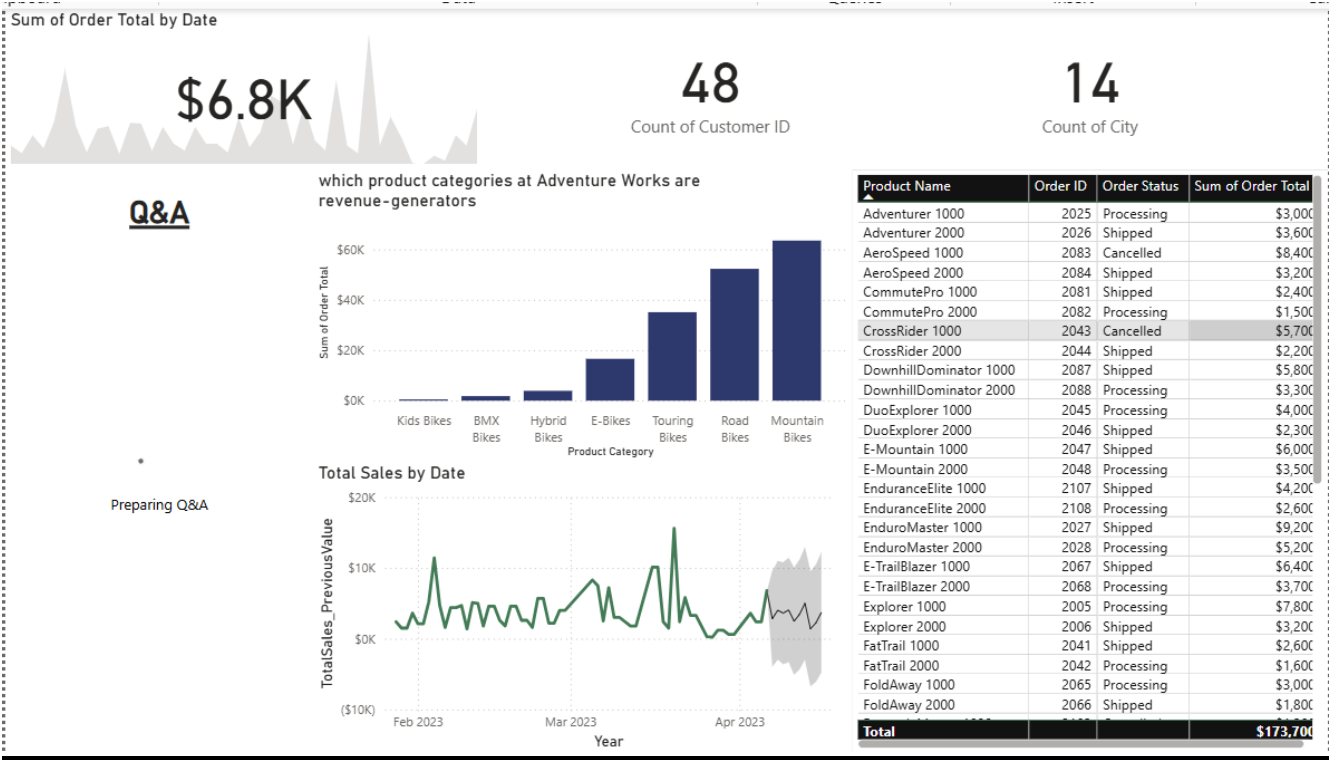 Sum of Order Total by Date
$6.8K
48
Count of Customer ID
14
Count of City
Q&A
Preparing Q&A
which product categories at Adventure Works are
revenue-generators
Sum of Order Total
$60K
$40K
$20K
$0K
Kids Bikes BMX Bikes Hybrid Bikes E-Bikes Touring Bikes Road Bikes Mountain Bikes
Product Category
Total Sales by Date
TotalSales_PreviousValue
$20K
$10K
$0K
($10K)
Feb 2023 Mar 2023 Apr 2023
Year
Product Name Order ID Order Status Sum of Order Total
Adventurer 1000 2025 Processing $3,000
Adventurer 2000 2026 Shipped $3,600
AeroSpeed 1000 2083 Cancelled $8,400
AeroSpeed 2000 2084 Shipped $3,200
CommutePro 1000 2081 Shipped $2,400
CommutePro 2000 2082 Processing $1,500
CrossRider 1000 2043 Cancelled $5,700
CrossRider 2000 2044 Shipped $2,200
DownhillDominator 1000 2087 Shipped $5,800
DownhillDominator 2000 2088 Processing $3,300
DuoExplorer 1000 2045 Processing $4,000
DuoExplorer 2000 2046 Shipped $2,300
E-Mountain 1000 2047 Shipped $6,000
E-Mountain 2000 2048 Processing $3,500
EnduranceElite 1000 2107 Shipped $4,200
EnduranceElite 2000 2108 Processing $2,600
EnduroMaster 1000 2027 Shipped $9,200
EnduroMaster 2000 2028 Processing $5,200
E-TrailBlazer 1000 2067 Shipped $6,400
E-TrailBlazer 2000 2068 Processing $3,700
Explorer 1000 2005 Processing $7,800
Explorer 2000 2006 Shipped $3,200
FatTrail 1000 2041 Shipped $2,600
FatTrail 2000 2042 Processing $1,600
FoldAway 1000 2065 Processing $3,000
FoldAway 2000 2066 Shipped $1,800
Total $173,700